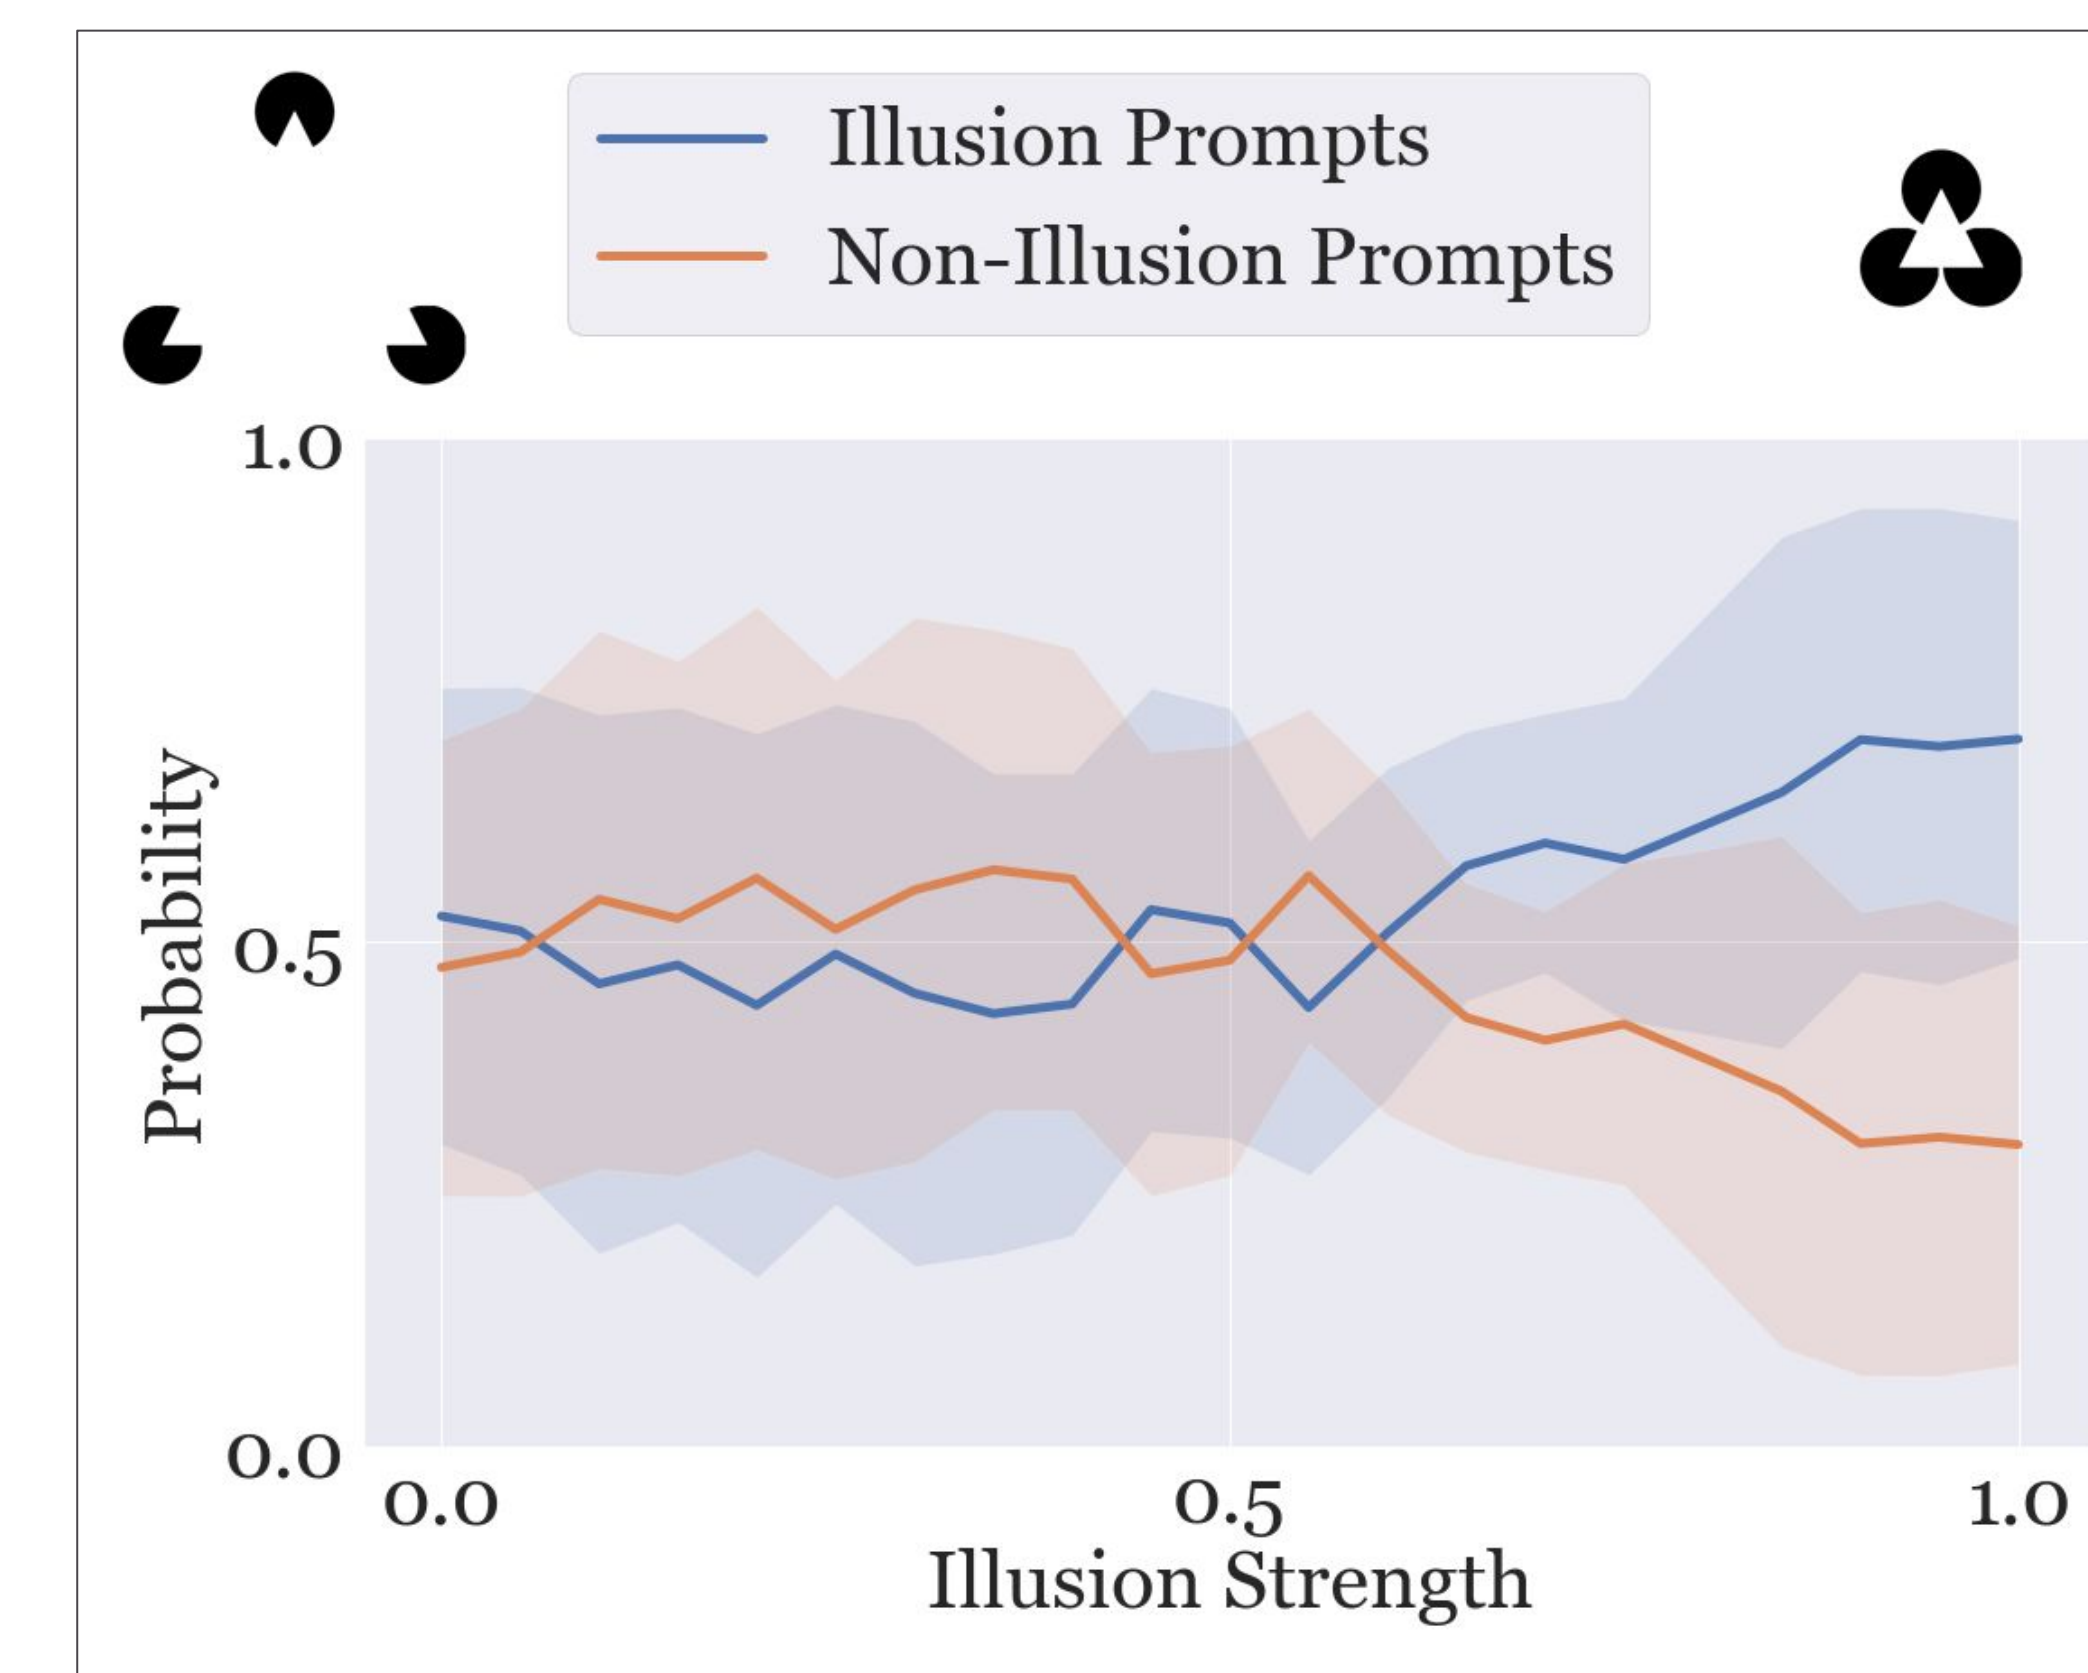 Illusion Prompts
Non-Illusion Prompts
1.0
0.5
0.0
Probability
0.0 0.5 1.0
Illusion Strength